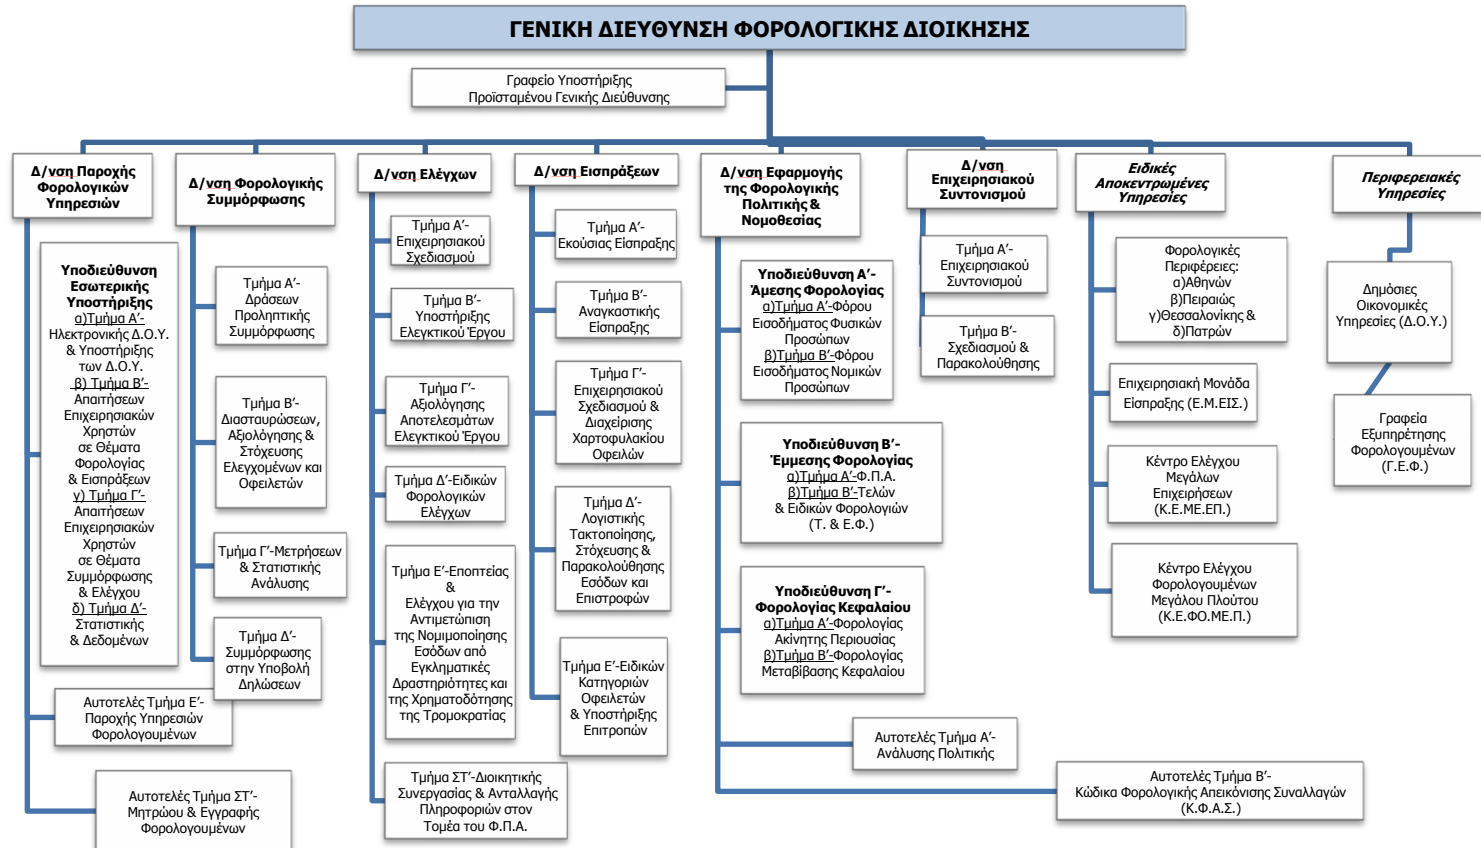 ΓΕΝΙΚΗ ΔΙΕΥΘΥΝΣΗ ΦΟΡΟΛΟΓΙΚΗΣ ΔΙΟΙΚΗΣΗΣ
Γραφείο Υποστήριξης
Προϊσταμένου Γενικής Διεύθυνσης
Δ/νση Παροχής
Φορολογικών
Υπηρεσιών
Υποδιεύθυνση
Εσωτερικής
Υποστήριξης
α)Τμήμα Α’-
Ηλεκτρονικής Δ.Ο.Υ.
& Υποστήριξης
των Δ.Ο.Υ.
β) Τμήμα Β’-
Απαιτήσεων
Επιχειρησιακών
Χρηστών
σε Θέματα
Φορολογίας
& Εισπράξεων
γ) Τμήμα Γ’-
Απαιτήσεων
Επιχειρησιακών
Χρηστών
σε Θέματα
Συμμόρφωσης
& Ελέγχου
δ) Τμήμα Δ’-
Στατιστικής
& Δεδομένων
Αυτοτελές Τμήμα Ε’-
Παροχής Υπηρεσιών
Φορολογουμένων
Αυτοτελές Τμήμα ΣΤ’-
Μητρώου & Εγγραφής
Φορολογουμένων
Δ/νση Φορολογικής
Συμμόρφωσης
Τμήμα Α’-
Δράσεων
Προληπτικής
Συμμόρφωσης
Τμήμα Β’-
Διασταυρώσεων,
Αξιολόγησης &
Στόχευσης
Ελεγχομένων και
Οφειλετών
Τμήμα Γ’-Μετρήσεων
& Στατιστικής
Ανάλυσης
Τμήμα Δ’-
Συμμόρφωσης
στην Υποβολή
Δηλώσεων
Δ/νση Ελέγχων
Τμήμα Α’-
Επιχειρησιακού
Σχεδιασμού
Τμήμα Β’-
Υποστήριξης
Ελεγκτικού Έργου
Τμήμα Γ’-
Αξιολόγησης
Αποτελεσμάτων
Ελεγκτικού Έργου
Τμήμα Δ’-Ειδικών
Φορολογικών
Ελέγχων
Τμήμα Ε’-Εποπτείας
&
Ελέγχου για την
Αντιμετώπιση
της Νομιμοποίησης
Εσόδων από
Εγκληματικές
Δραστηριότητες και
της Χρηματοδότησης
της Τρομοκρατίας
Τμήμα ΣΤ’-Διοικητικής
Συνεργασίας & Ανταλλαγής
Πληροφοριών στον
Τομέα του Φ.Π.Α.
Δ/νση Εισπράξεων
Τμήμα Α’-
Εκούσιας Είσπραξης
Τμήμα Β’-
Αναγκαστικής
Είσπραξης
Τμήμα Γ’-
Επιχειρησιακού
Σχεδιασμού &
Διαχείρισης
Χαρτοφυλακίου
Οφειλών
Τμήμα Δ’-
Λογιστικής
Τακτοποίησης,
Στόχευσης &
Παρακολούθησης
Εσόδων και
Επιστροφών
Τμήμα Ε’-Ειδικών
Κατηγοριών
Οφειλετών
& Υποστήριξης
Επιτροπών
Δ/νση Εφαρμογής
της Φορολογικής
Πολιτικής &
Νομοθεσίας
Υποδιεύθυνση Α’-
Άμεσης Φορολογίας
α)Τμήμα Α’-Φόρου
Εισοδήματος Φυσικών
Προσώπων
β)Τμήμα Β’-Φόρου
Εισοδήματος Νομικών
Προσώπων
Υποδιεύθυνση Β’-
Έμμεσης Φορολογίας
α)Τμήμα Α’-Φ.Π.Α.
β)Τμήμα Β’-Τελών
& Ειδικών Φορολογιών
(Τ. & Ε.Φ.)
Υποδιεύθυνση Γ’-
Φορολογίας Κεφαλαίου
α)Τμήμα Α’-Φορολογίας
Ακίνητης Περιουσίας
β)Τμήμα Β’-Φορολογίας
Μεταβίβασης Κεφαλαίου
Αυτοτελές Τμήμα Α’-
Ανάλυσης Πολιτικής
Αυτοτελές Τμήμα Β’-
Κώδικα Φορολογικής Απεικόνισης Συναλλαγών
(Κ.Φ.Α.Σ.)
Δ/νση
Επιχειρησιακού
Συντονισμού
Τμήμα Α’-
Επιχειρησιακού
Συντονισμού
Τμήμα Β’-
Σχεδιασμού &
Παρακολούθησης
Ειδικές
Αποκεντρωμένες
Υπηρεσίες
Φορολογικές
Περιφέρειες:
α)Αθηνών
β)Πειραιώς
γ)Θεσσαλονίκης &
δ)Πατρών
Επιχειρησιακή Μονάδα
Είσπραξης (Ε.Μ.ΕΙΣ.)
Κέντρο Ελέγχου
Μεγάλων
Επιχειρήσεων
(Κ.Ε.ΜΕ.ΕΠ.)
Κέντρο Ελέγχου
Φορολογουμένων
Μεγάλου Πλούτου
(Κ.Ε.ΦΟ.ΜΕ.Π.)
Περιφερειακές
Υπηρεσίες
Δημόσιες
Οικονομικές
Υπηρεσίες (Δ.Ο.Υ.)
Γραφεία
Εξυπηρέτησης
Φορολογουμένων
(Γ.Ε.Φ.)